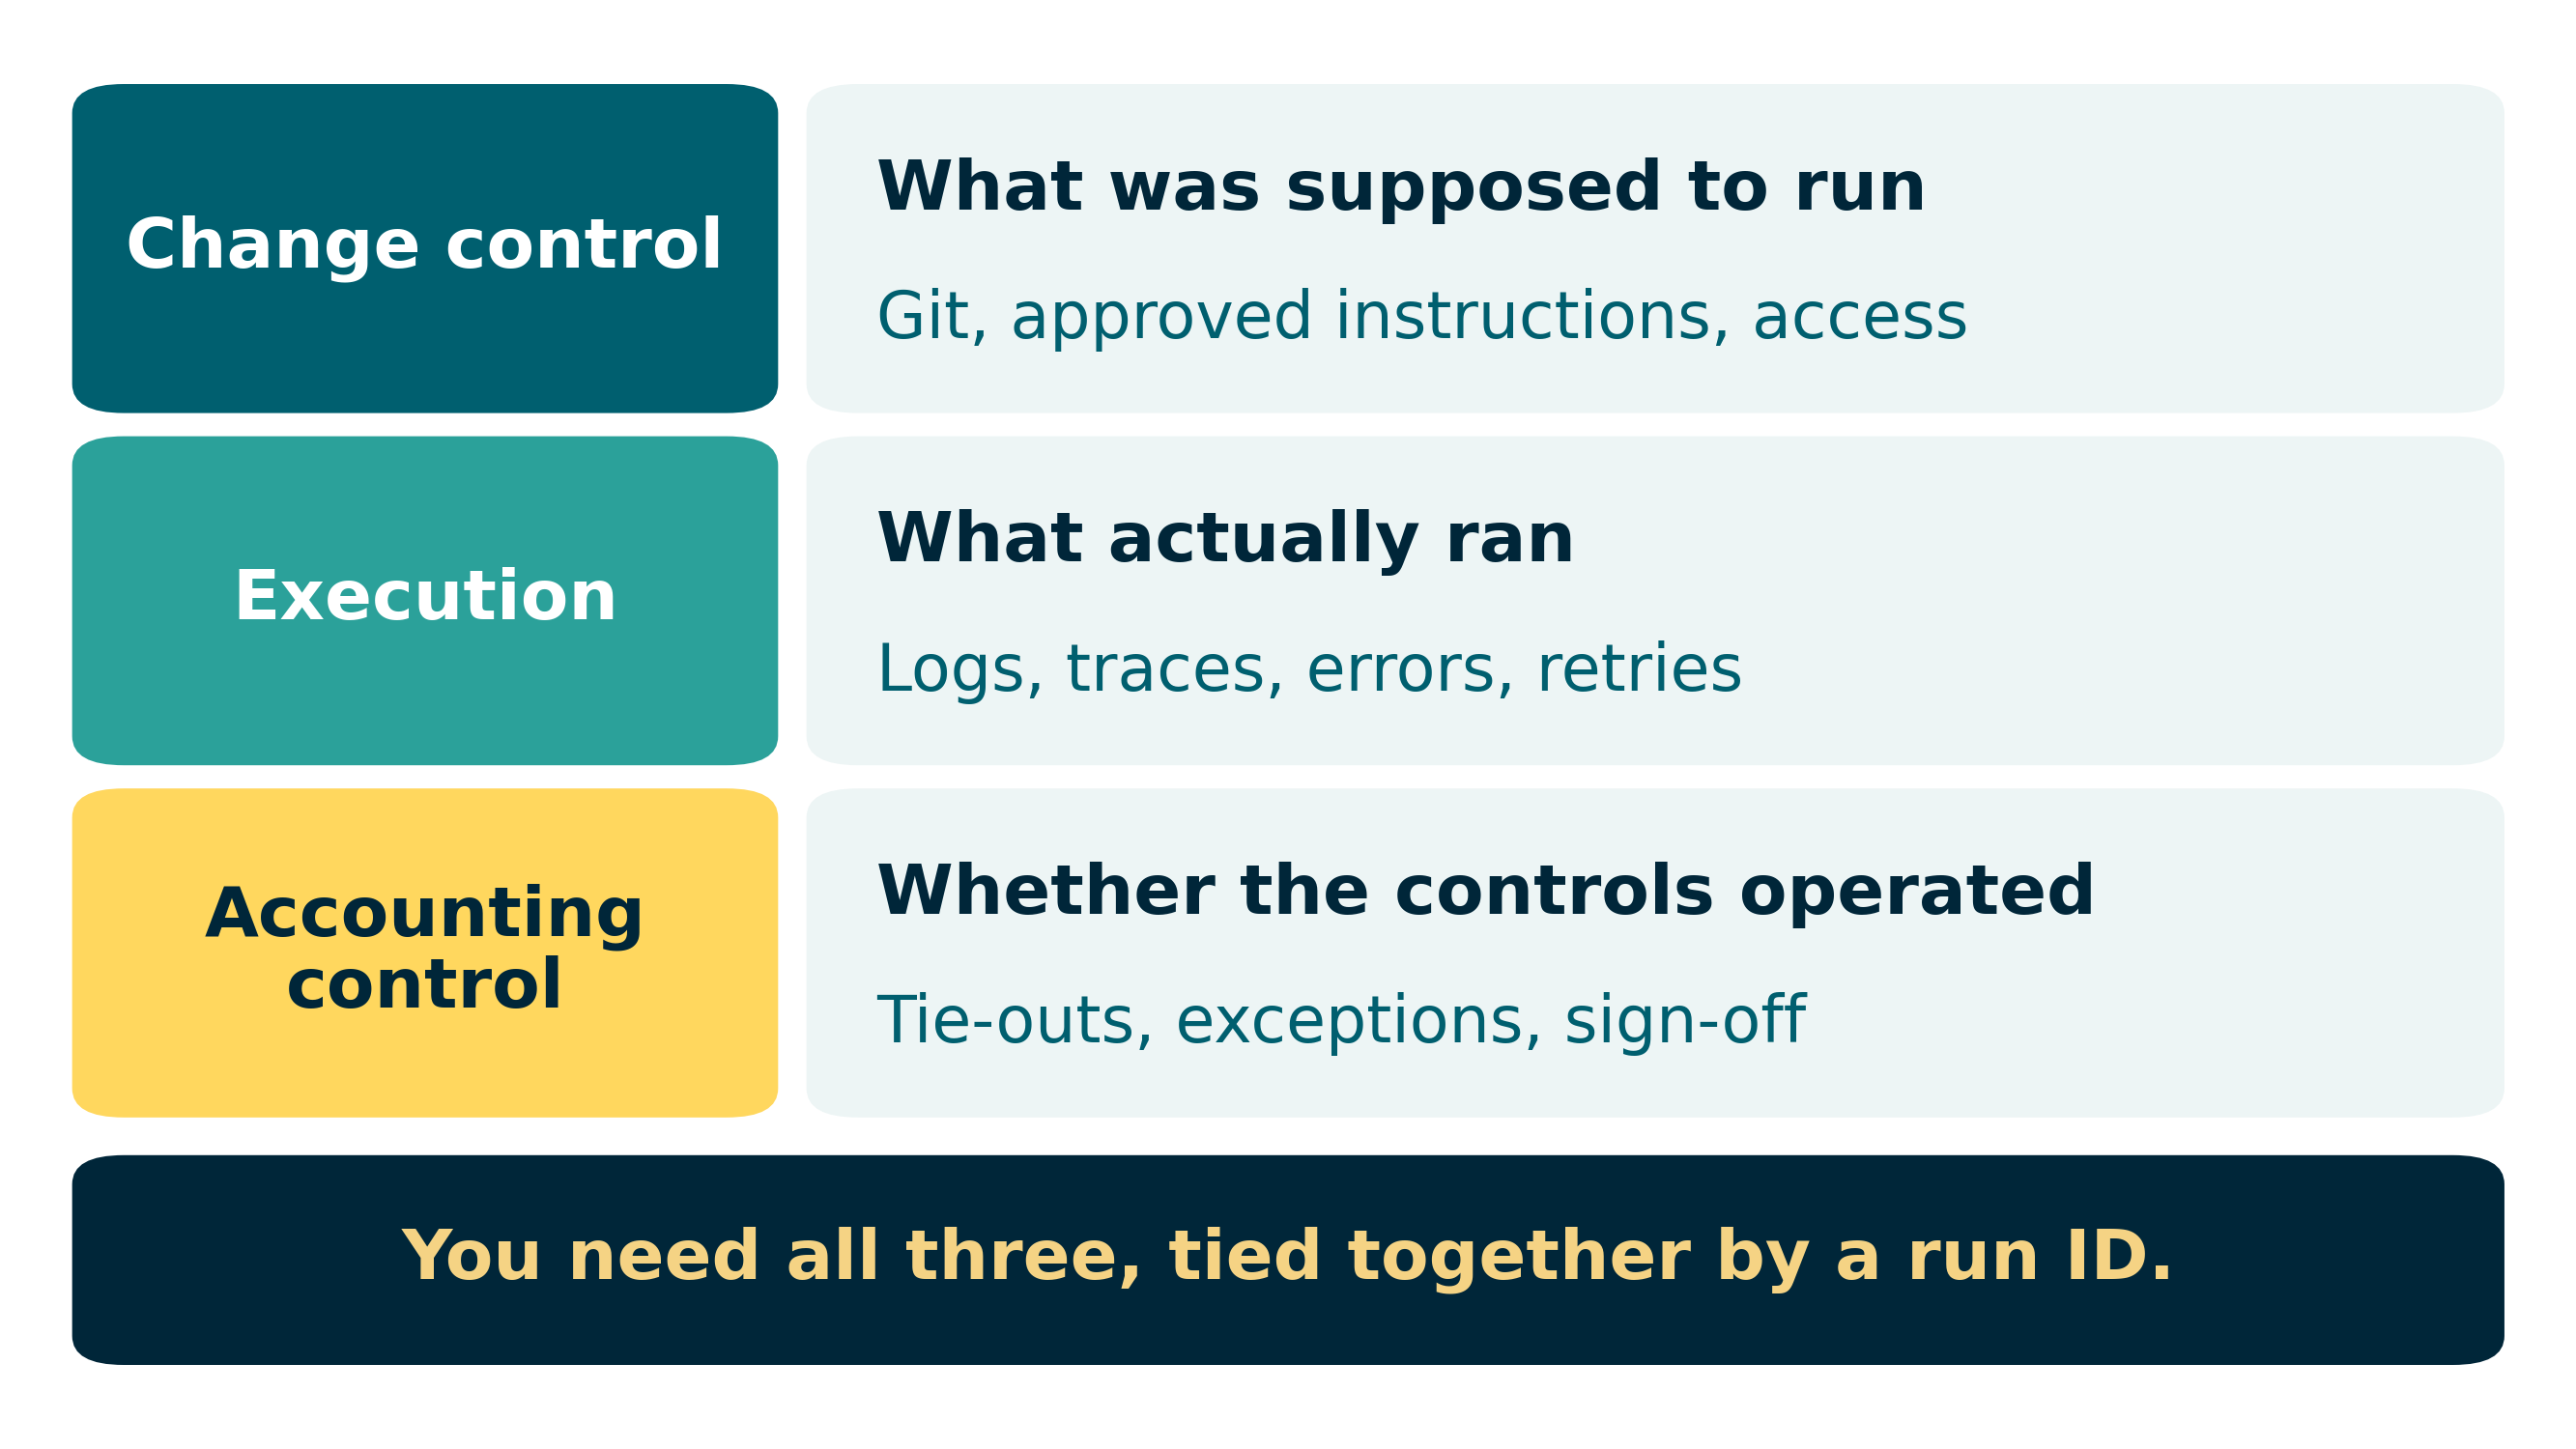 Change control
What was supposed to run
Git, approved instructions, access
Execution
What actually ran
Logs, traces, errors, retries
Accounting
control
Whether the controls operated
Tie-outs, exceptions, sign-off
You need all three, tied together by a run ID.